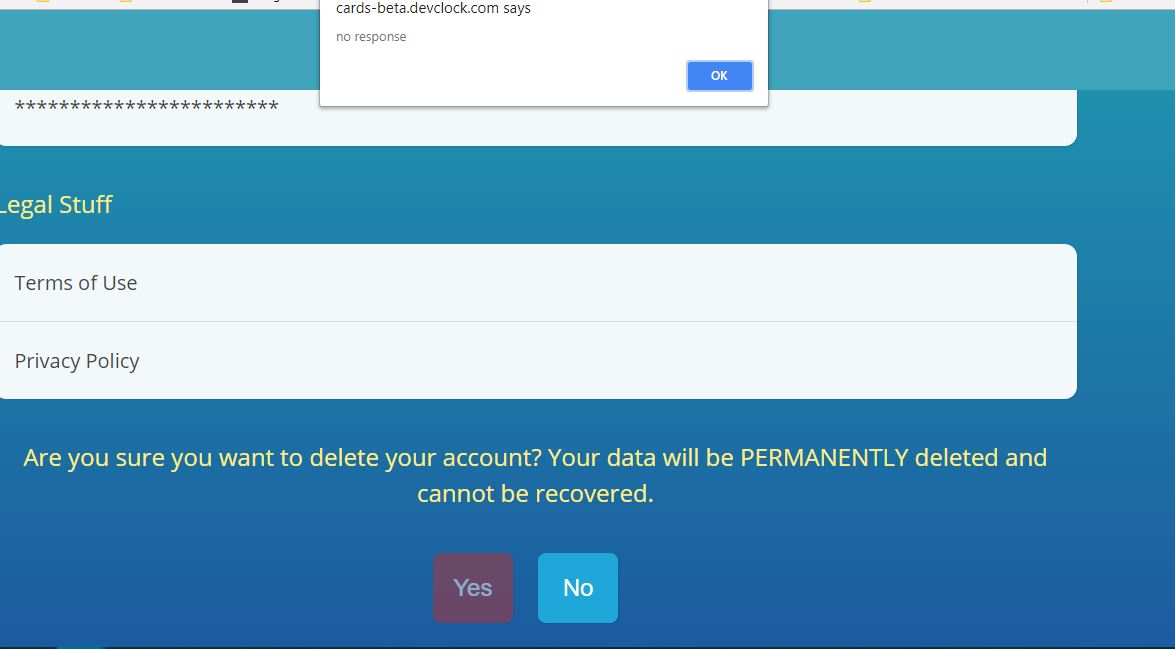 cards-beta.devclock.com says
no response
OK
************************
Legal Stuff
Terms of Use
Privacy Policy
Are you sure you want to delete your account? Your data will be PERMANENTLY deleted and
cannot be recovered.
Yes
No